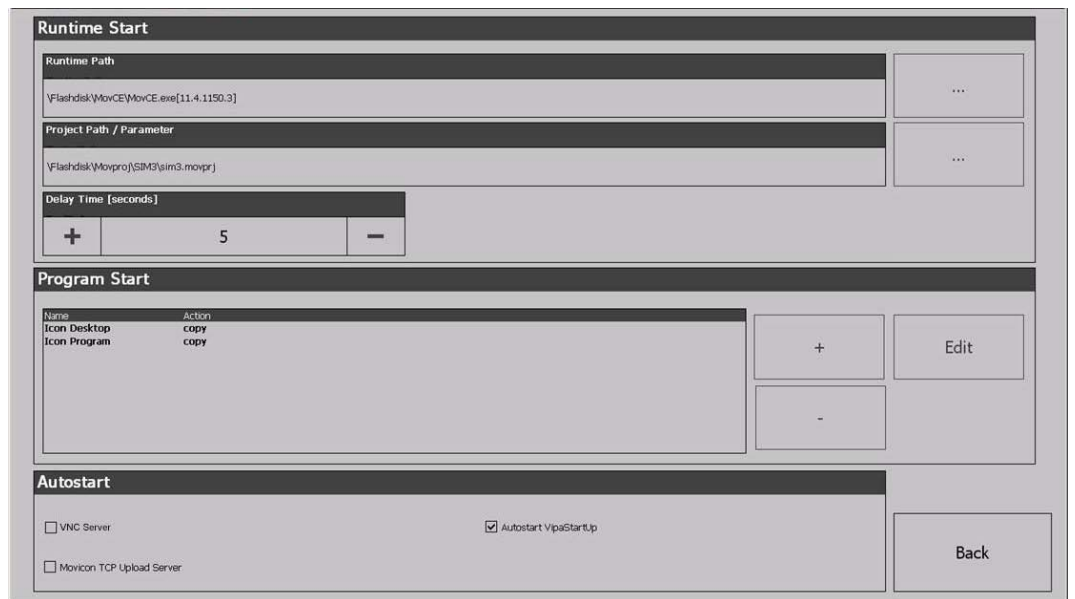 Runtime Start
Runtime Path
\Flashdisk\MovCE\MovCE.exe[11.4.1150.3]
...
Project Path / Parameter
\Flashdisk\Movproj\SIM3\sim3.movprj
...
Delay Time [seconds]
+ 5 −
Program Start
Name Action
Icon Desktop copy
Icon Program copy
+
Edit
-
Autostart
VNC Server
Autostart VipaStartUp
Movicon TCP Upload Server
Back